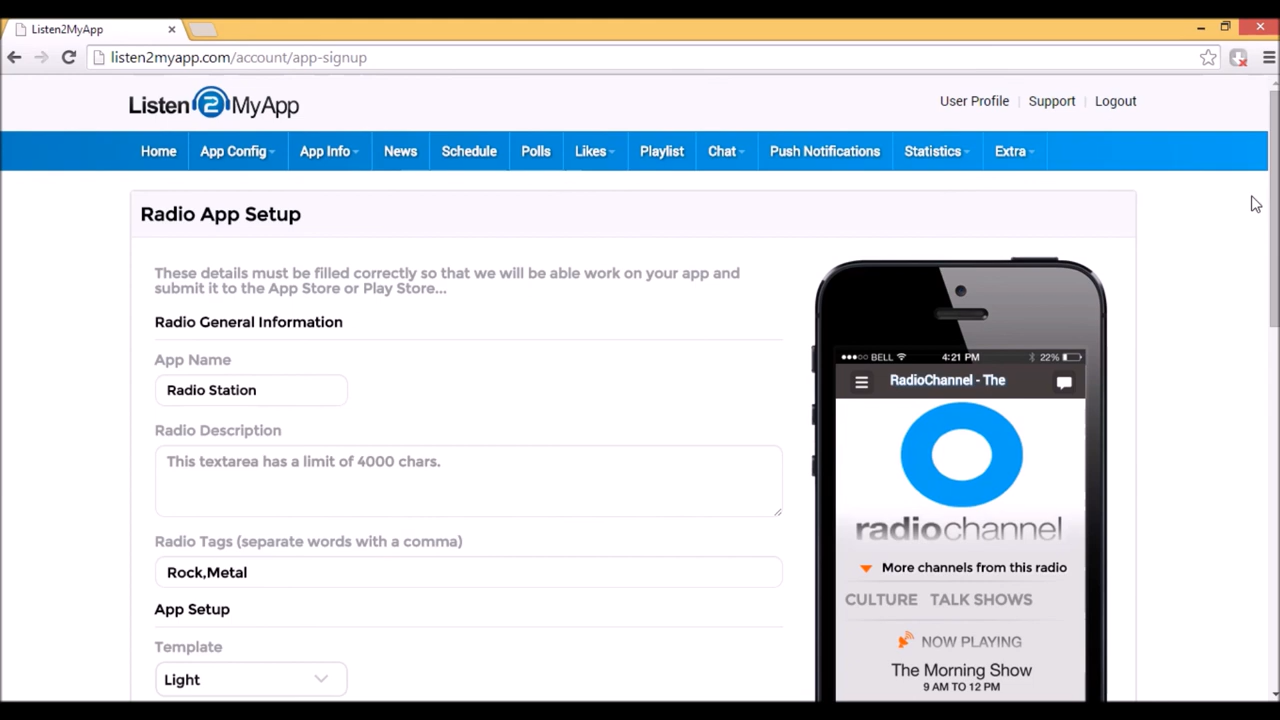 Listen2MyApp
listen2myapp.com/account/app-signup
Listen 2 MyApp
User Profile | Support | Logout
Home App Config App Info News Schedule Polls Likes Playlist Chat Push Notifications Statistics Extra
Radio App Setup
These details must be filled correctly so that we will be able work on your app and
submit it to the App Store or Play Store...
Radio General Information
App Name
Radio Station
Radio Description
This textarea has a limit of 4000 chars.
Radio Tags (separate words with a comma)
Rock,Metal
App Setup
Template
Light
BELL 4:21 PM 22%
RadioChannel - The
radiochannel
More channels from this radio
CULTURE TALK SHOWS
NOW PLAYING
The Morning Show
9 AM TO 12 PM